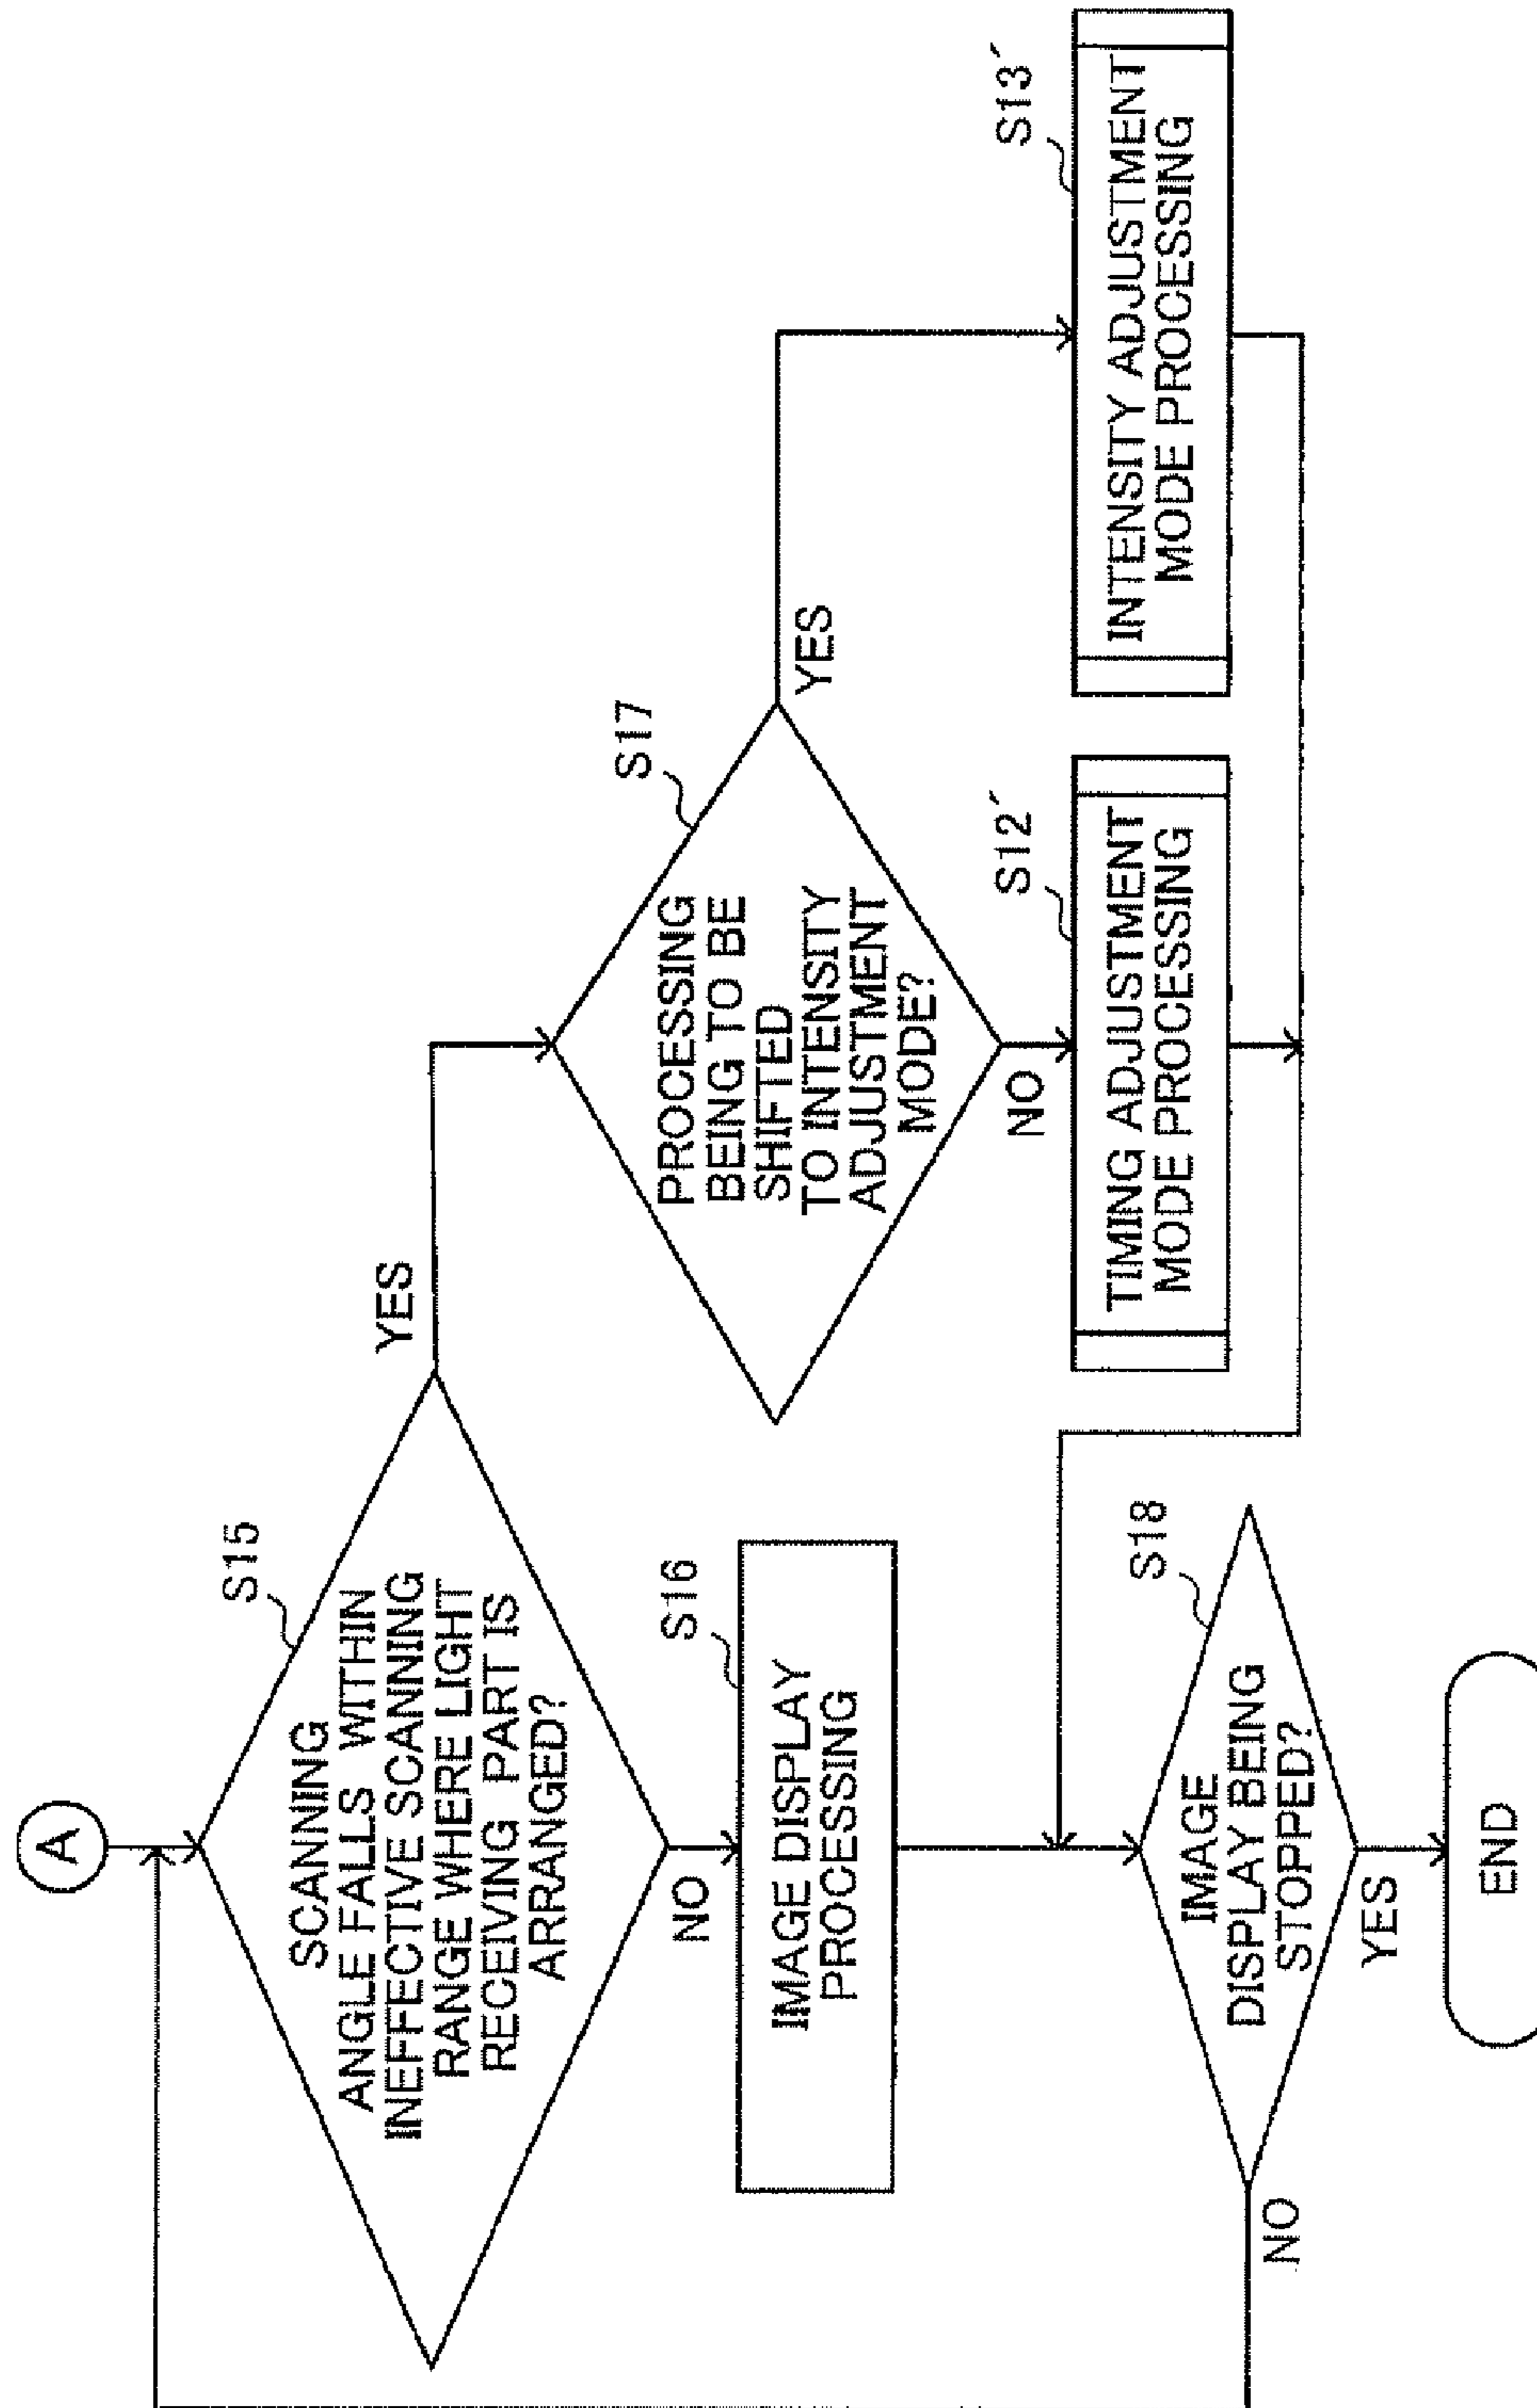 A
S15
SCANNING
ANGLE FALLS WITHIN
INEFFECTIVE SCANNING
RANGE WHERE LIGHT
RECEIVING PART IS
ARRANGED?
YES
NO
S16
IMAGE DISPLAY
PROCESSING
S17
PROCESSING
BEING TO BE
SHIFTED
TO INTENSITY
ADJUSTMENT
MODE?
YES
NO
S12´
TIMING ADJUSTMENT
MODE PROCESSING
S13´
INTENSITY ADJUSTMENT
MODE PROCESSING
S18
IMAGE
DISPLAY BEING
STOPPED?
NO
YES
END